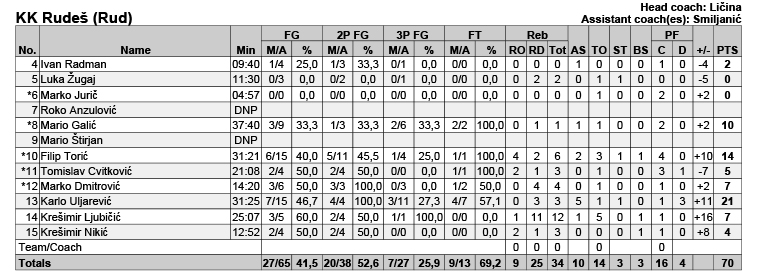 KK Rudeš (Rud) Head coach: Ličina
Assistant coach(es): Smiljanić
FG 2P FG 3P FG FT Reb PF
No. Name Min M/A % M/A % M/A % M/A % RO RD Tot AS TO ST BS C D +/- PTS
4 Ivan Radman 09:40 1/4 25,0 1/3 33,3 0/1 0,0 0/0 0,0 0 0 0 1 0 0 0 1 0 -4 2
5 Luka Žugaj 11:30 0/3 0,0 0/2 0,0 0/1 0,0 0/0 0,0 0 2 2 0 1 1 0 0 0 -5 0
*6 Marko Jurič 04:57 0/0 0,0 0/0 0,0 0/0 0,0 0/0 0,0 0 0 0 0 0 0 0 2 0 +2 0
7 Roko Anzulović DNP
*8 Mario Galić 37:40 3/9 33,3 1/3 33,3 2/6 33,3 2/2 100,0 0 1 1 1 1 0 0 2 0 +2 10
9 Mario Štirjan DNP
*10 Filip Torić 31:21 6/15 40,0 5/11 45,5 1/4 25,0 1/1 100,0 4 2 6 2 3 1 1 4 0 +10 14
*11 Tomislav Cvitković 21:08 2/4 50,0 2/4 50,0 0/0 0,0 1/1 100,0 2 1 3 0 2 0 0 3 1 -7 5
*12 Marko Dmitrović 14:20 3/6 50,0 3/3 100,0 0/3 0,0 1/2 50,0 0 4 4 0 1 0 0 1 0 +2 7
13 Karlo Uljarević 31:25 7/15 46,7 4/4 100,0 3/11 27,3 4/7 57,1 0 2 2 5 1 1 0 1 3 +11 21
14 Krešimir Ljubičić 25:07 3/5 60,0 2/4 50,0 1/1 100,0 0/0 0,0 1 11 12 1 5 0 1 1 0 +16 7
15 Krešimir Nikić 12:52 2/4 50,0 2/4 50,0 0/0 0,0 0/0 0,0 2 1 3 0 0 0 1 1 0 +8 4
Team/Coach 0 0 0 0 0
Totals 27/65 41,5 20/38 52,6 7/27 25,9 9/13 69,2 9 25 34 10 14 3 3 16 4 70